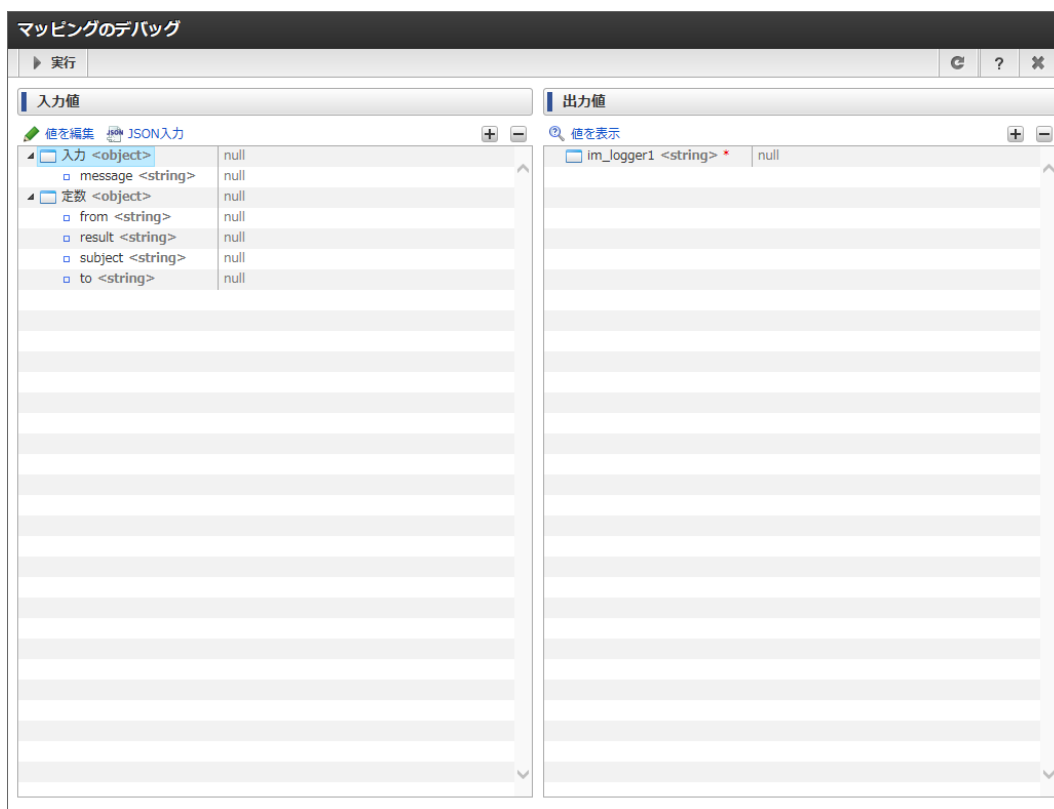 マッピングのデバッグ
実行
?
入力値
値を編集 JSON JSON入力
入力 <object> null
message <string> null
定数 <object> null
from <string> null
result <string> null
subject <string> null
to <string> null
出力値
値を表示
im_logger1 <string> * null